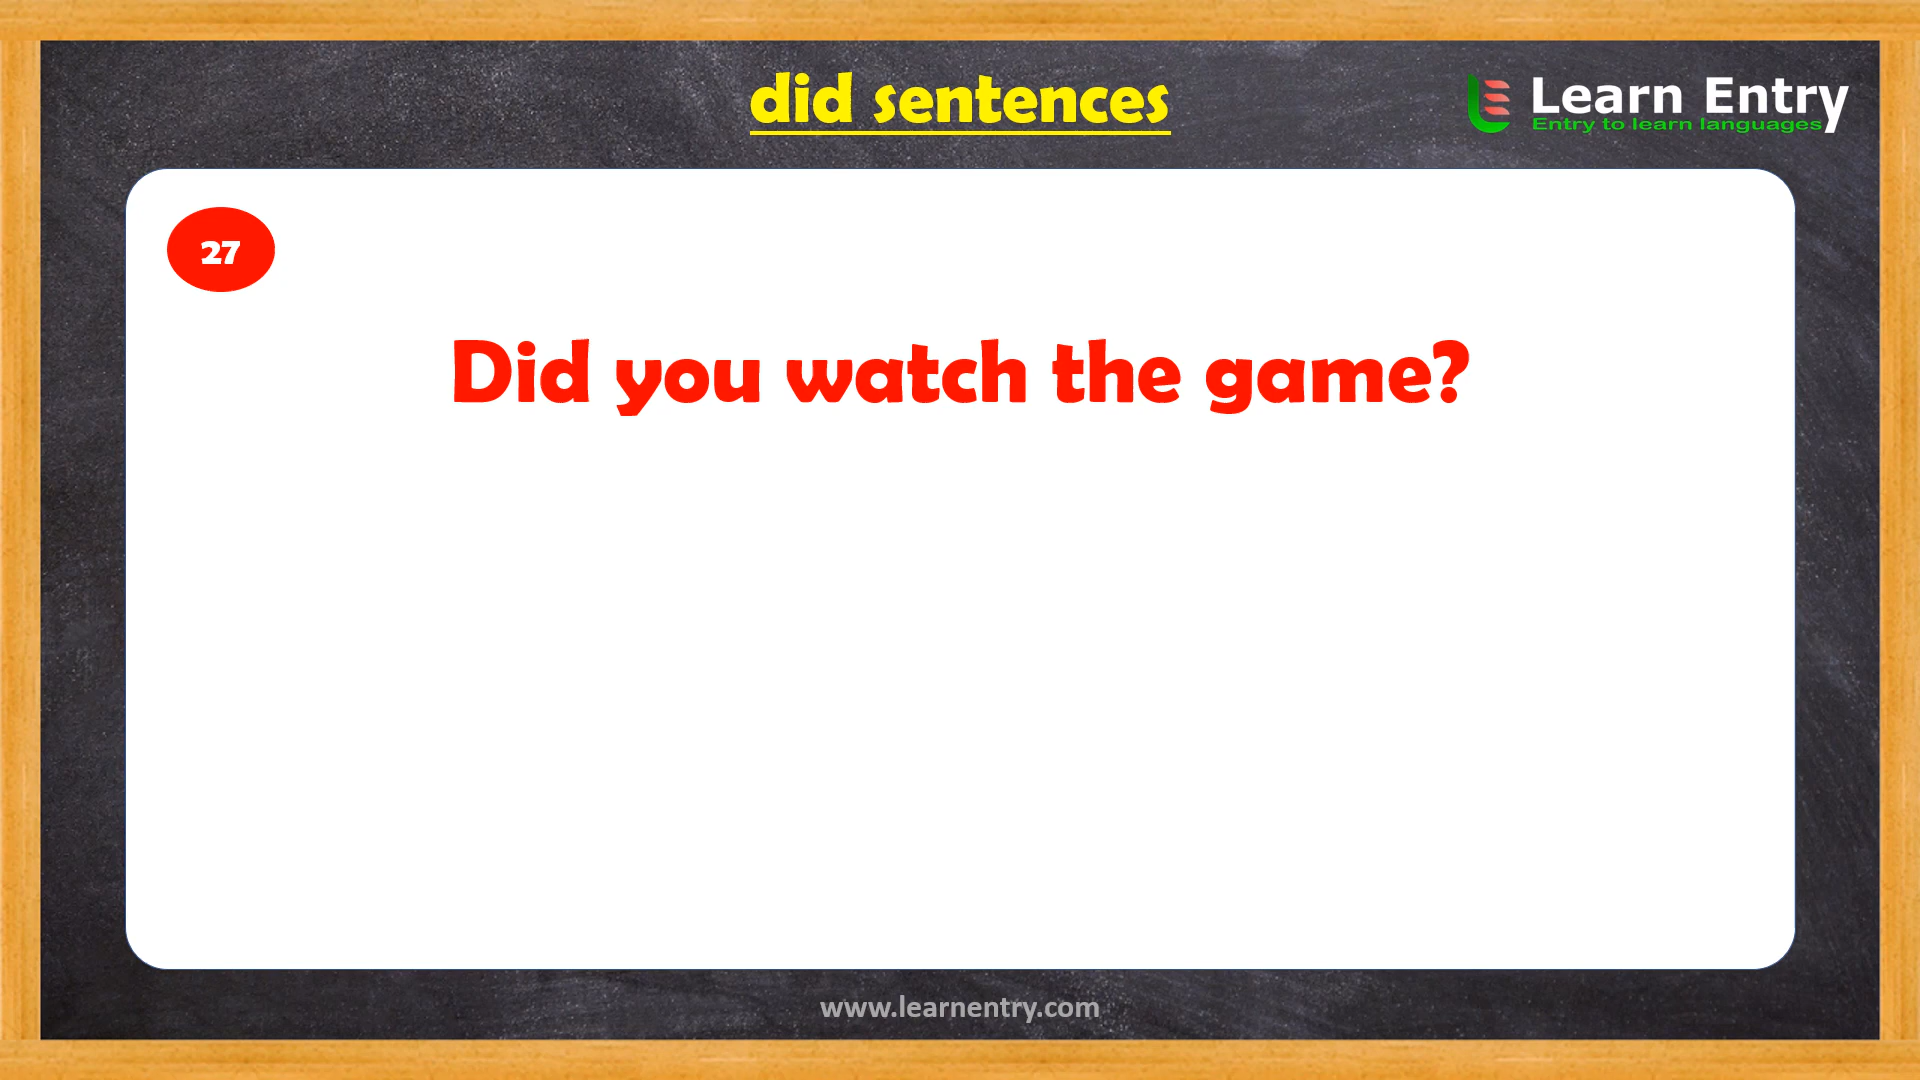 did sentences
Learn Entry
Entry to learn languages
27
Did you watch the game?
www.learnentry.com